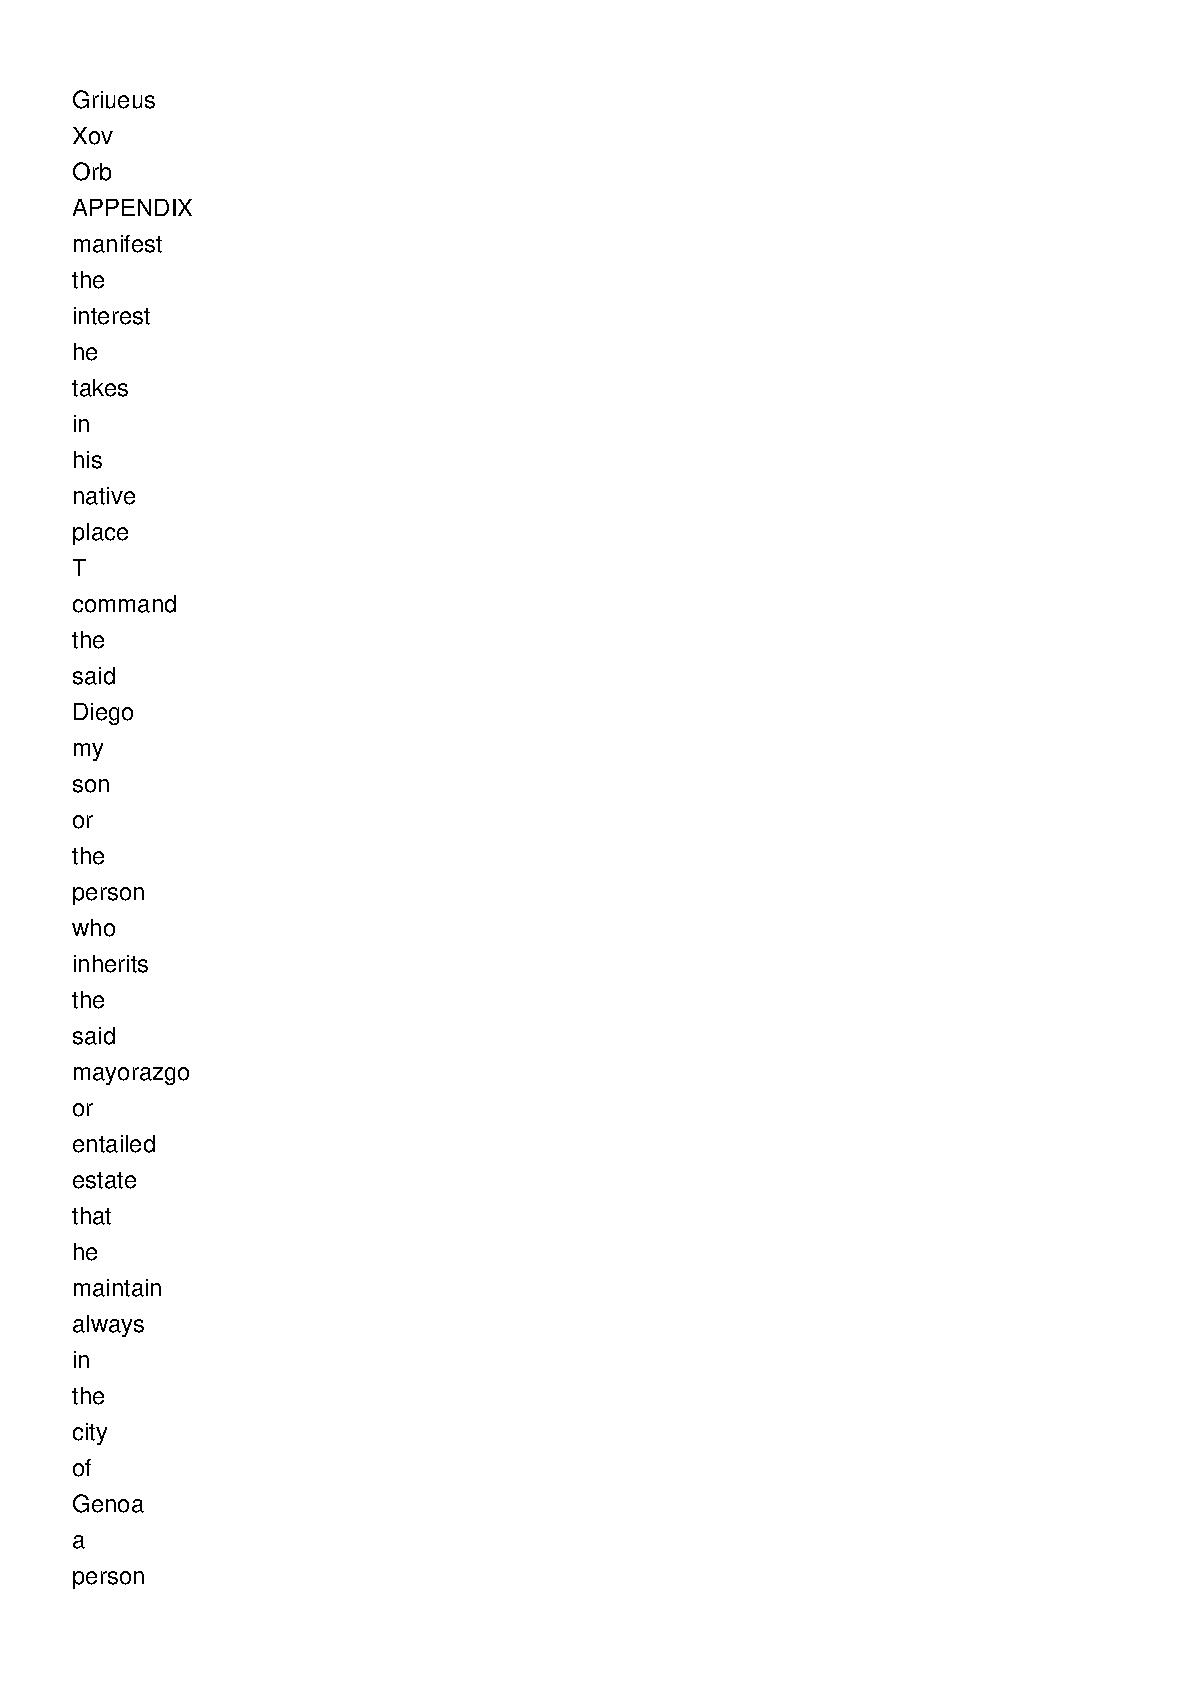 Griueus
Xov
Orb
APPENDIX
manifest
the
interest
he
takes
in
his
native
place
T
command
the
said
Diego
my
son
or
the
person
who
inherits
the
said
mayorazgo
or
entailed
estate
that
he
maintain
always
in
the
city
of
Genoa
a
person